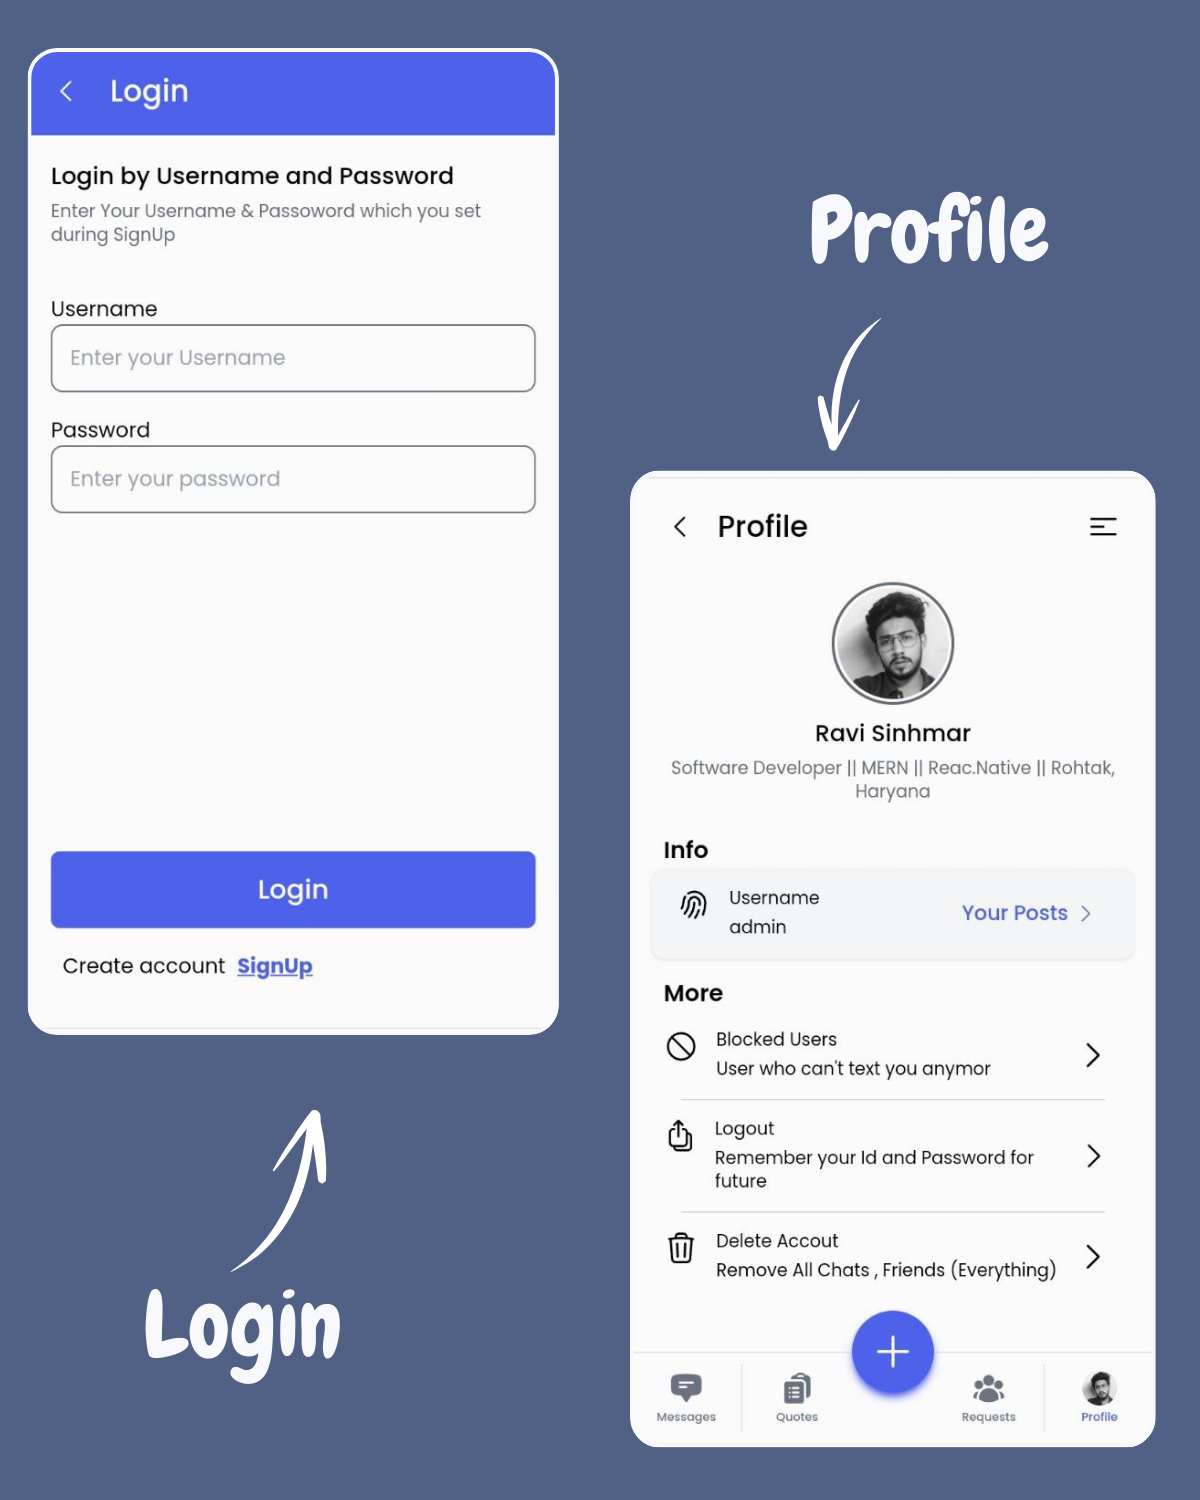 Login
Login by Username and Password
Enter Your Username & Passoword which you set
during SignUp
Username
Enter your Username
Password
Enter your password
Login
Create account SignUp
Login
Profile
Profile
Ravi Sinhmar
Software Developer || MERN || Reac.Native || Rohtak,
Haryana
Info
Username
admin
Your Posts
More
Blocked Users
User who can't text you anymor
Logout
Remember your Id and Password for
future
Delete Accout
Remove All Chats , Friends (Everything)
Messages
Quotes
Requests
Profile